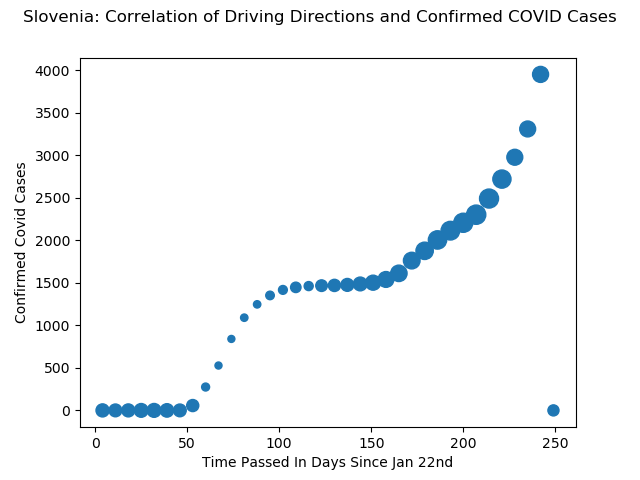 Slovenia: Correlation of Driving Directions and Confirmed COVID Cases
4000
3500
3000
2500
2000
1500
1000
500
0
Confirmed Covid Cases
0 50 100 150 200 250
Time Passed In Days Since Jan 22nd